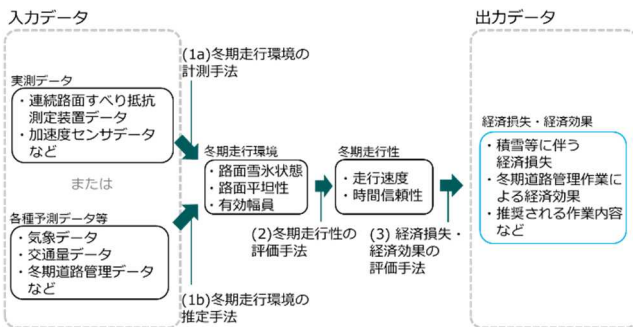 入力データ
出力データ
(1a)冬期走行環境の
計測手法
実測データ
・連続路面すべり抵抗
測定装置データ
・加速度センサデータ
など
または
各種予測データ等
・気象データ
・交通量データ
・冬期道路管理データ
など
(1b)冬期走行環境の
推定手法
冬期走行環境
・路面雪氷状態
・路面平坦性
・有効幅員
(2)冬期走行性の
評価手法
冬期走行性
・走行速度
・時間信頼性
(3) 経済損失・
経済効果の
評価手法
経済損失・経済効果
・積雪等に伴う
経済損失
・冬期道路管理作業に
よる経済効果
・推奨される作業内容
など